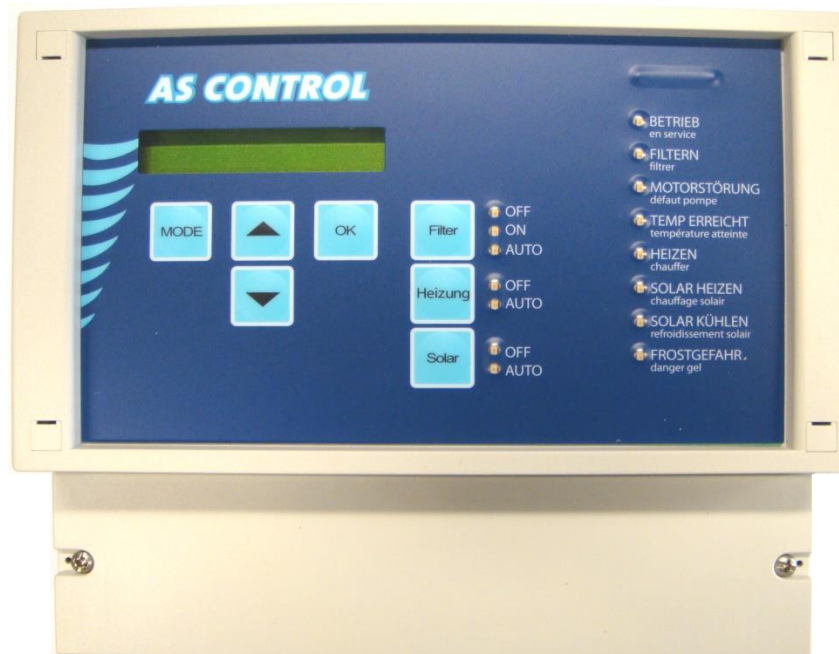 AS CONTROL
MODE
OK
Filter
OFF
ON
AUTO
Heizung
OFF
AUTO
Solar
OFF
AUTO
BETRIEB
en service
FILTERN
filtrer
MOTORSTÖRUNG
défaut pompe
TEMP ERREICHT
température atteinte
HEIZEN
chauffer
SOLAR HEIZEN
chauffage solair
SOLAR KÜHLEN
refroidissement solair
FROSTGEFAHR
danger gel